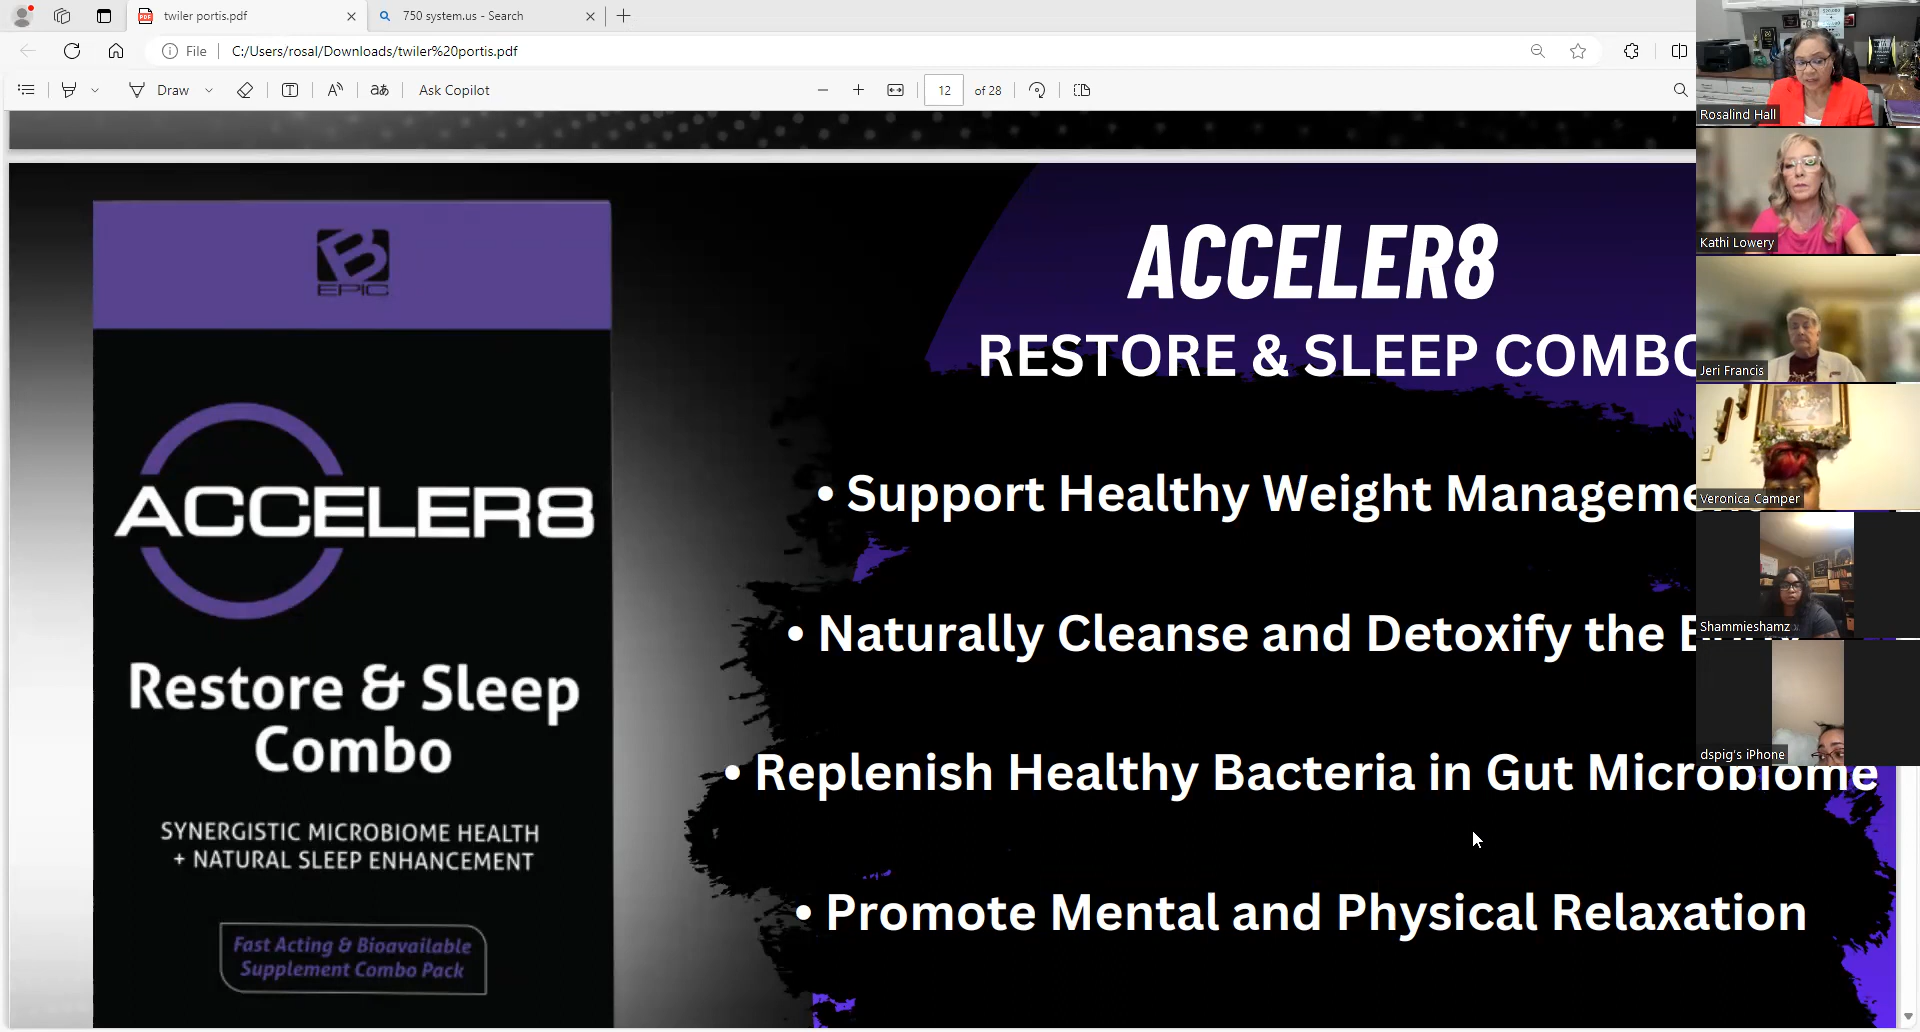 twiler portis.pdf
750 system.us - Search
File
C:/Users/rosal/Downloads/twiler%20portis.pdf
Draw
Ask Copilot
12 of 28
B
EPIC
ACCELER8
Restore & Sleep
Combo
SYNERGISTIC MICROBIOME HEALTH
+ NATURAL SLEEP ENHANCEMENT
Fast Acting & Bioavailable
Supplement Combo Pack
ACCELER8
RESTORE & SLEEP COMBO
• Support Healthy Weight Manageme
• Naturally Cleanse and Detoxify the B
• Replenish Healthy Bacteria in Gut Microbiome
• Promote Mental and Physical Relaxation
Rosalind Hall
Kathi Lowery
Jeri Francis
Veronica Camper
Shammieshamz
dspig's iPhone